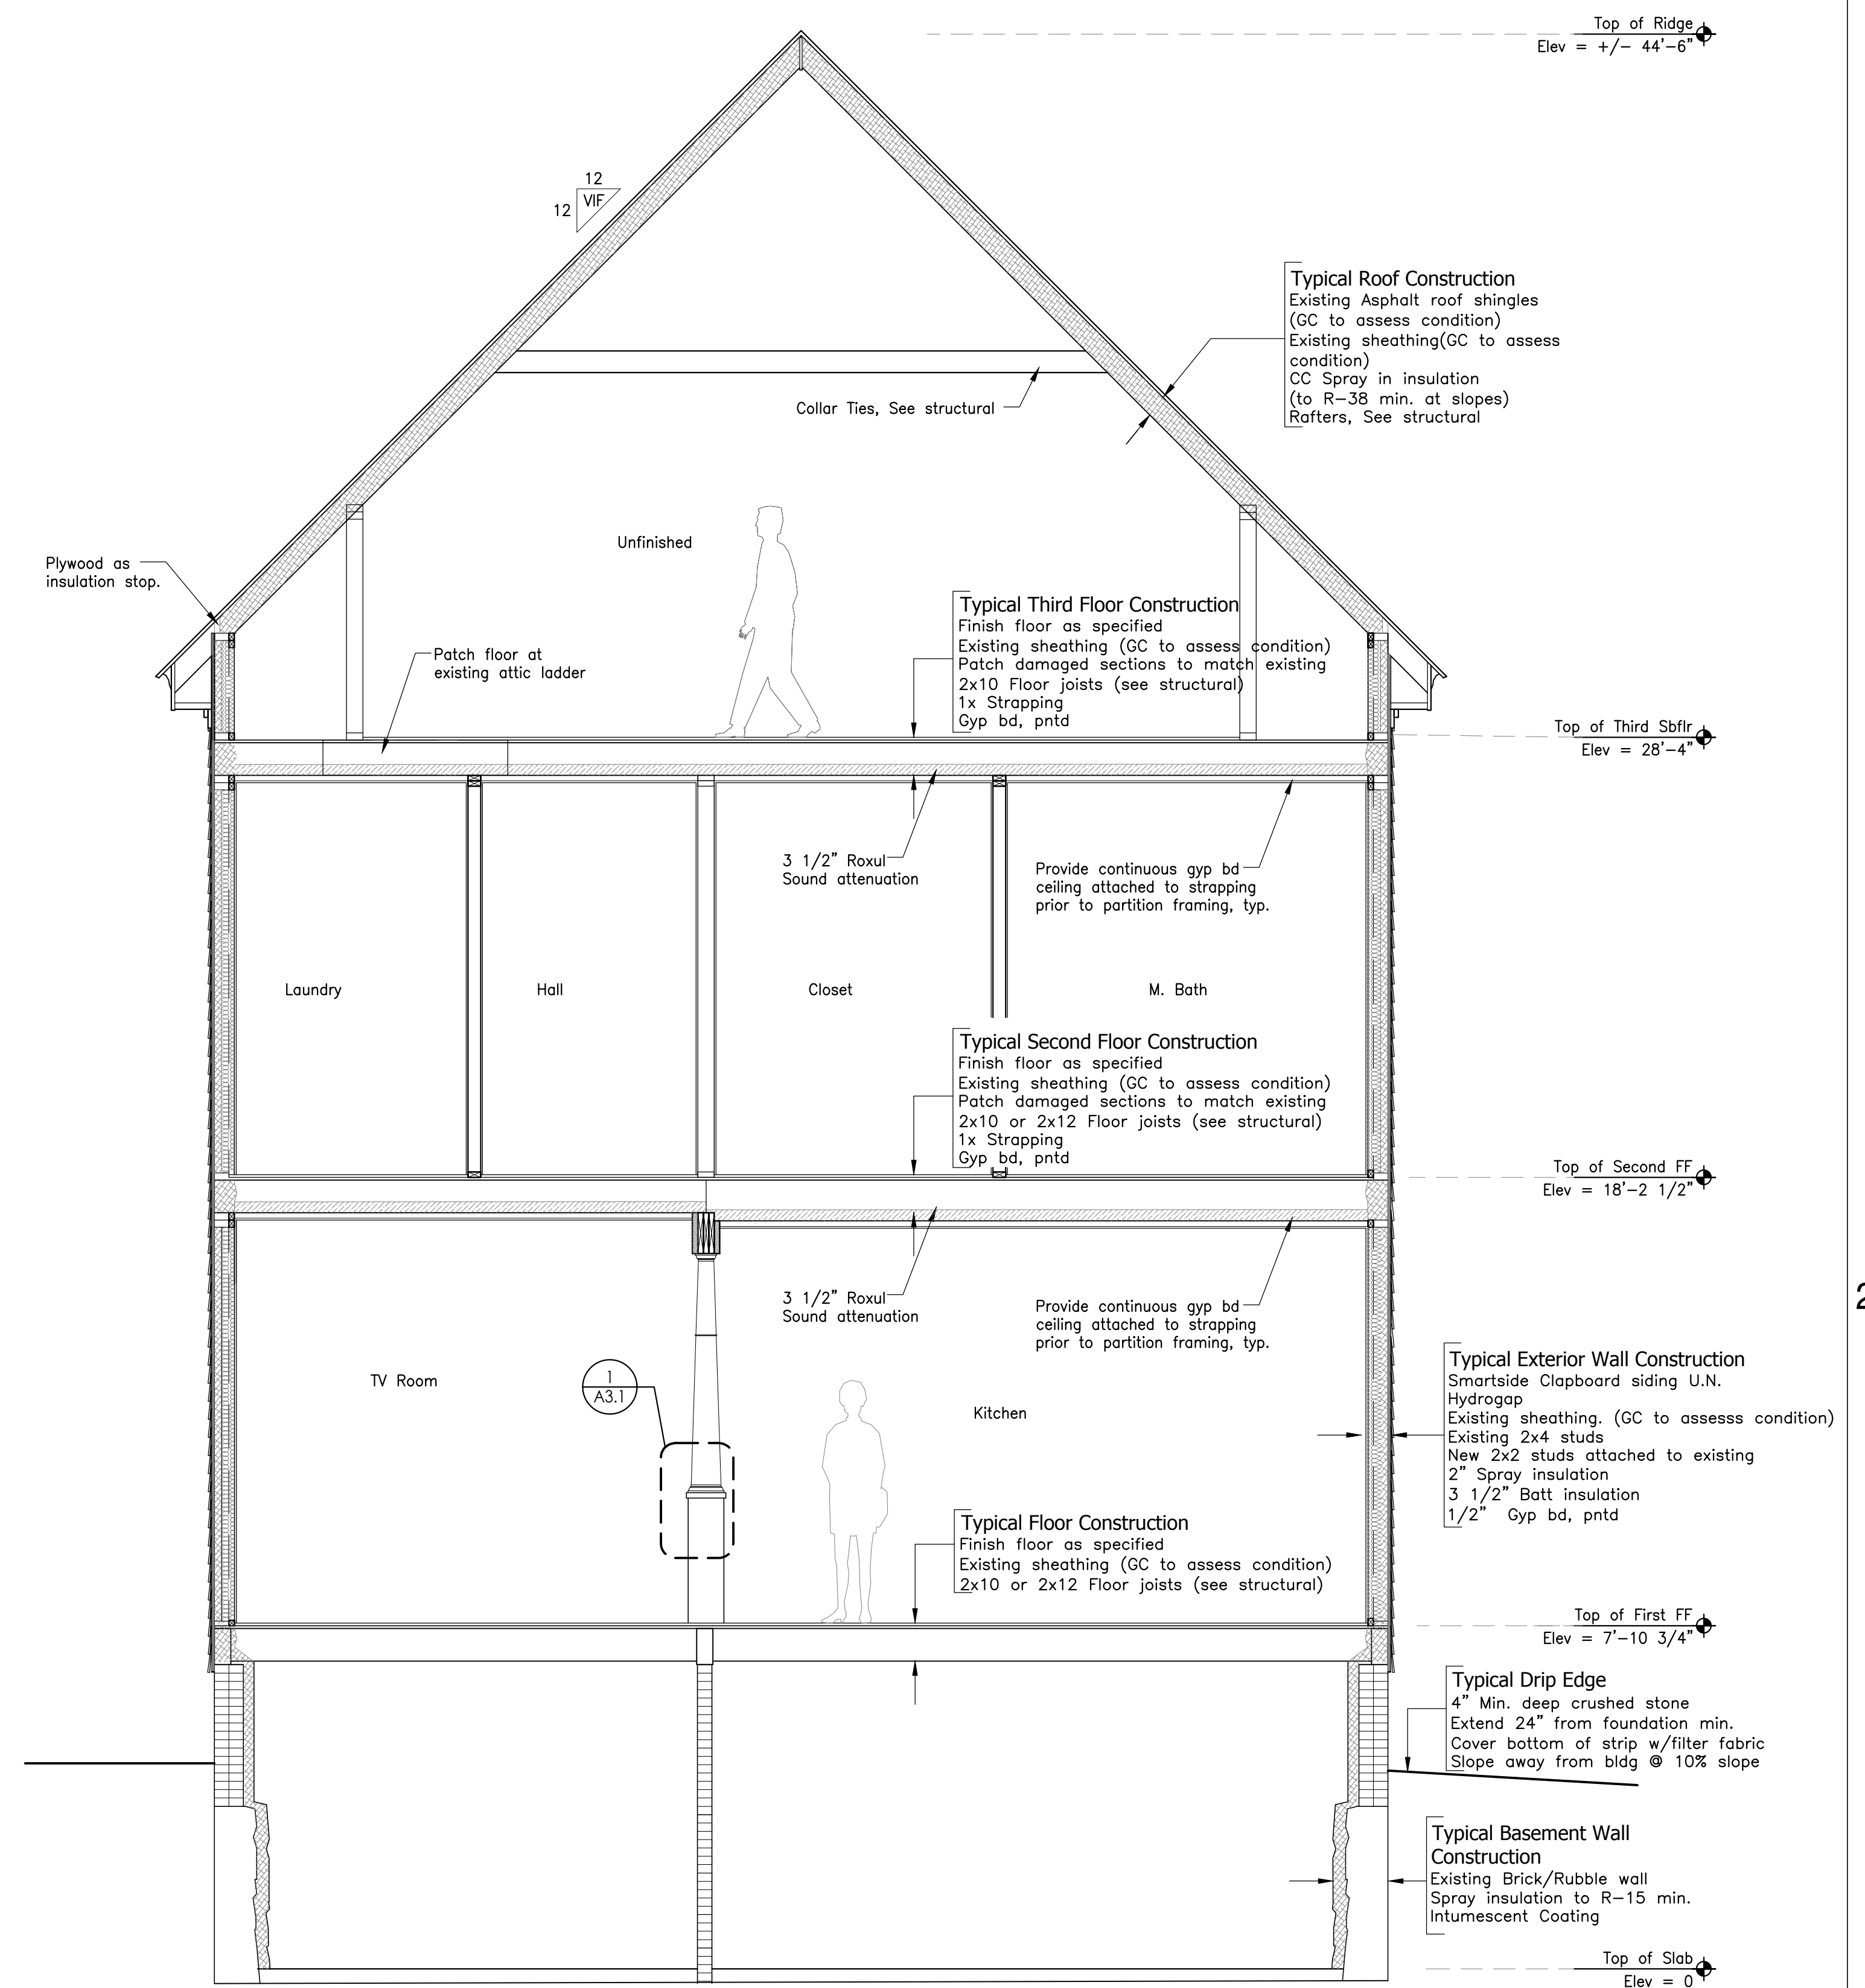 Top of Ridge
Elev = +/- 44'-6"
12
12
VIF
Typical Roof Construction
Existing Asphalt roof shingles
(GC to assess condition)
Existing sheathing(GC to assess
condition)
CC Spray in insulation
(to R-38 min. at slopes)
Rafters, See structural
Collar Ties, See structural
Unfinished
Plywood as
insulation stop.
Patch floor at
existing attic ladder
Typical Third Floor Construction
Finish floor as specified
Existing sheathing (GC to assess condition)
Patch damaged sections to match existing
2x10 Floor joists (see structural)
1x Strapping
Gyp bd, pntd
Top of Third Sbflr
Elev = 28'-4"
3 1/2" Roxul
Sound attenuation
Provide continuous gyp bd
ceiling attached to strapping
prior to partition framing, typ.
Laundry
Hall
Closet
M. Bath
Typical Second Floor Construction
Finish floor as specified
Existing sheathing (GC to assess condition)
Patch damaged sections to match existing
2x10 or 2x12 Floor joists (see structural)
1x Strapping
Gyp bd, pntd
Top of Second FF
Elev = 18'-2 1/2"
3 1/2" Roxul
Sound attenuation
Provide continuous gyp bd
ceiling attached to strapping
prior to partition framing, typ.
2
TV Room
1
A3.1
Kitchen
Typical Exterior Wall Construction
Smartside Clapboard siding U.N.
Hydrogap
Existing sheathing. (GC to assesss condition)
Existing 2x4 studs
New 2x2 studs attached to existing
2" Spray insulation
3 1/2" Batt insulation
1/2" Gyp bd, pntd
Typical Floor Construction
Finish floor as specified
Existing sheathing (GC to assess condition)
2x10 or 2x12 Floor joists (see structural)
Top of First FF
Elev = 7'-10 3/4"
Typical Drip Edge
4" Min. deep crushed stone
Extend 24" from foundation min.
Cover bottom of strip w/filter fabric
Slope away from bldg @ 10% slope
Typical Basement Wall
Construction
Existing Brick/Rubble wall
Spray insulation to R-15 min.
Intumescent Coating
Top of Slab
Elev = 0